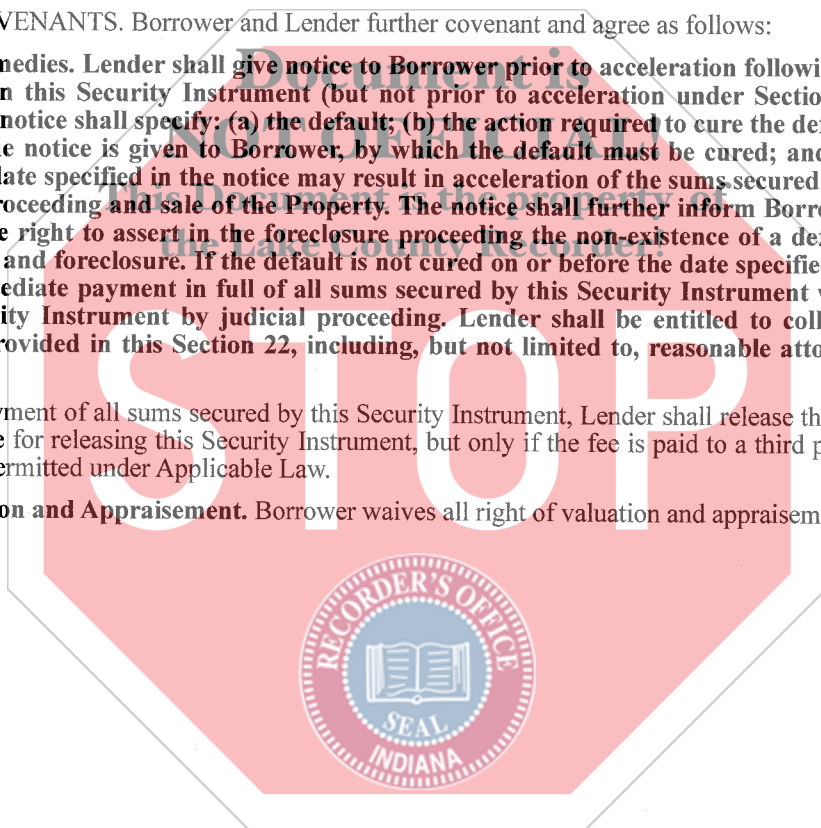 VENANTS. Borrower and Lender further covenant and agree as follows:
medies. Lender shall give notice to Borrower prior to acceleration followi
n this Security Instrument (but not prior to acceleration under Sectio
notice shall specify: (a) the default; (b) the action required to cure the de
e notice is given to Borrower, by which the default must be cured; and
late specified in the notice may result in acceleration of the sums secured
roceeding and sale of the Property. The notice shall further inform Borro
e right to assert in the foreclosure proceeding the non-existence of a de
and foreclosure. If the default is not cured on or before the date specifie
ediate payment in full of all sums secured by this Security Instrument
ity Instrument by judicial proceeding. Lender shall be entitled to coll
rovided in this Section 22, including, but not limited to, reasonable atto
yment of all sums secured by this Security Instrument, Lender shall release th
e for releasing this Security Instrument, but only if the fee is paid to a third p
ermitted under Applicable Law.
on and Appraisement. Borrower waives all right of valuation and appraisem
Document is
NOT OFFICIAL
This Document is the property of
the Lake County Recorder!
STOP
RECORDER'S OFFICE
SEAL
INDIANA